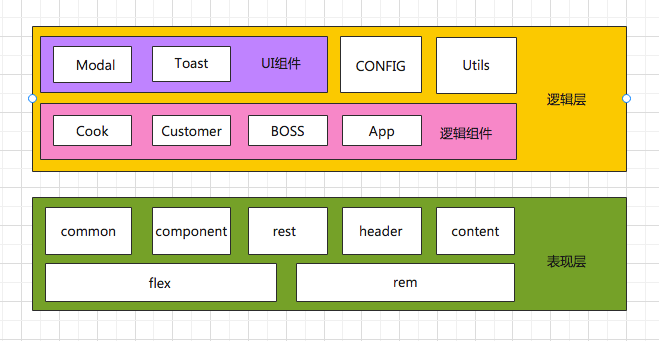 Modal
Toast
UI组件
CONFIG
Utils
逻辑层
Cook
Customer
BOSS
App
逻辑组件
common
component
rest
header
content
表现层
flex
rem